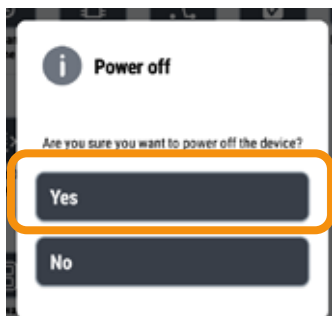 Power off
Are you sure you want to power off the device?
Yes
No